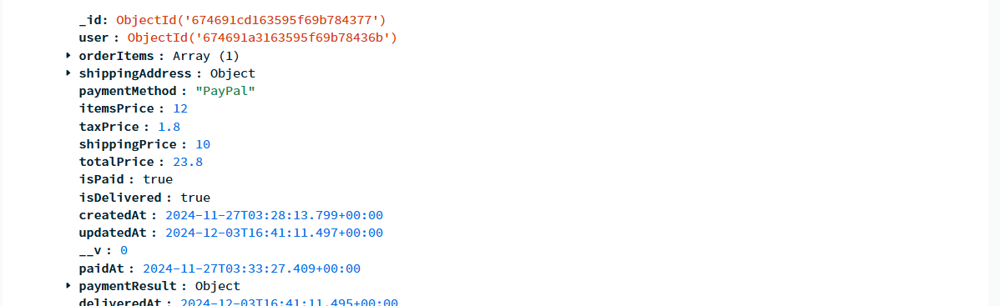 _id: ObjectId('674691cd163595f69b784377')
user : ObjectId('674691a3163595f69b78436b')
orderItems : Array (1)
shippingAddress : Object
paymentMethod : "PayPal"
itemsPrice : 12
taxPrice : 1.8
shippingPrice : 10
totalPrice : 23.8
isPaid : true
isDelivered : true
createdAt : 2024-11-27T03:28:13.799+00:00
updatedAt : 2024-12-03T16:41:11.497+00:00
__v : 0
paidAt : 2024-11-27T03:33:27.409+00:00
paymentResult : Object
deliveredAt : 2024-12-03T16:41:11.495+00:00